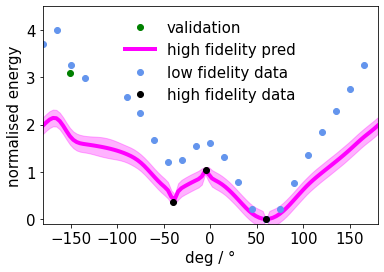 validation
high fidelity pred
low fidelity data
high fidelity data
normalised energy
4
3
2
1
0
−150 −100 −50 0 50 100 150
deg / °